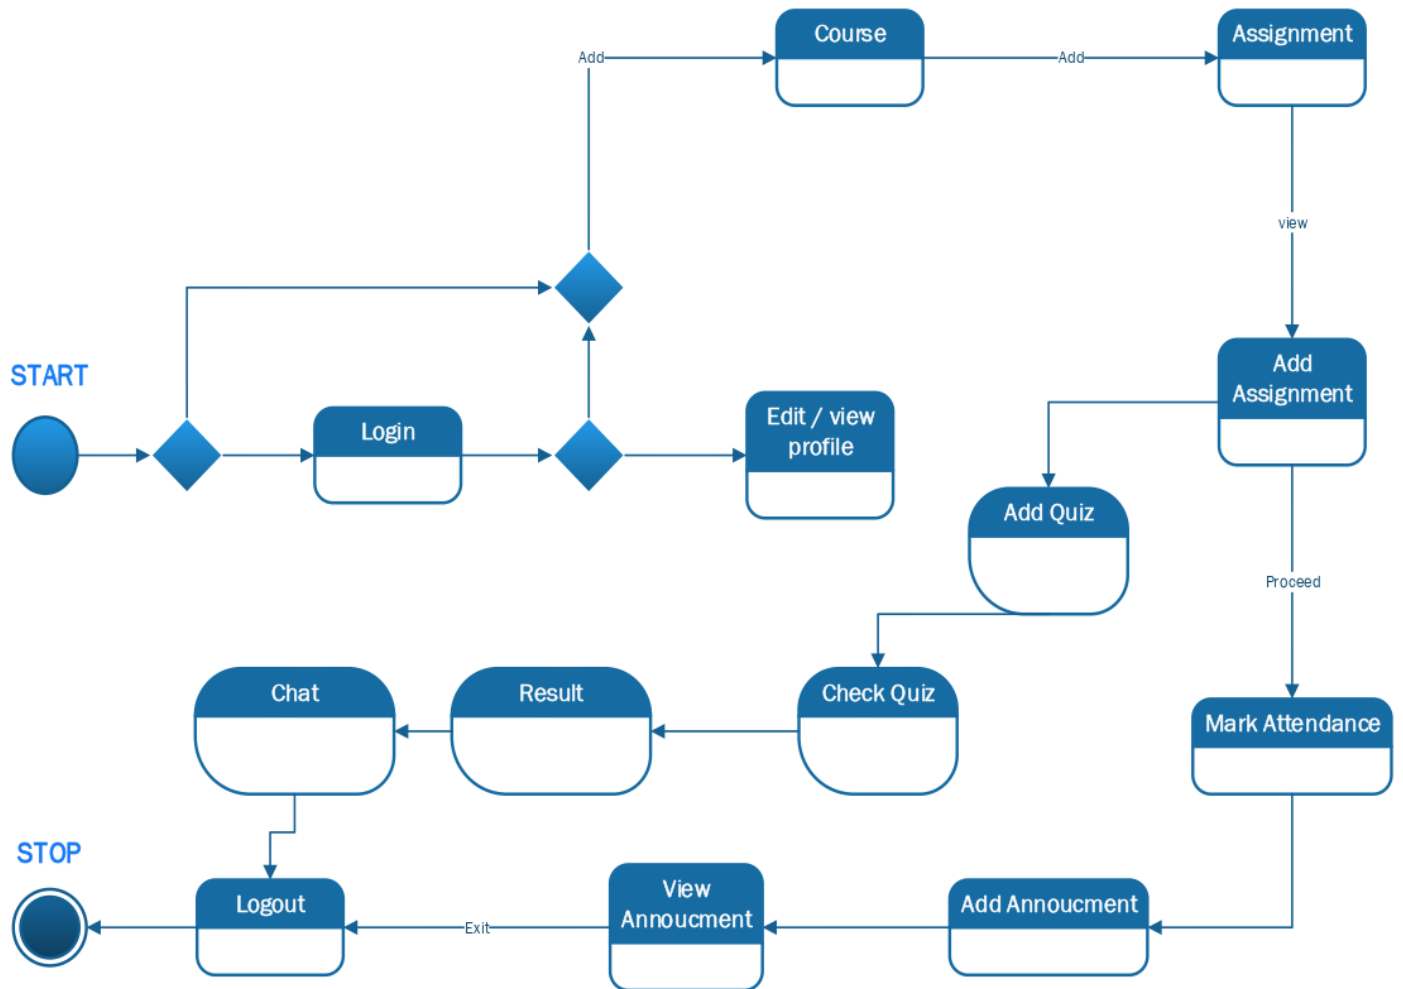 Course
Assignment
Add
Add
view
START
Add
Assignment
Login
Edit / view
profile
Add Quiz
Proceed
Chat
Result
Check Quiz
Mark Attendance
STOP
View
Annoucment
Logout
Add Annoucment
Exit